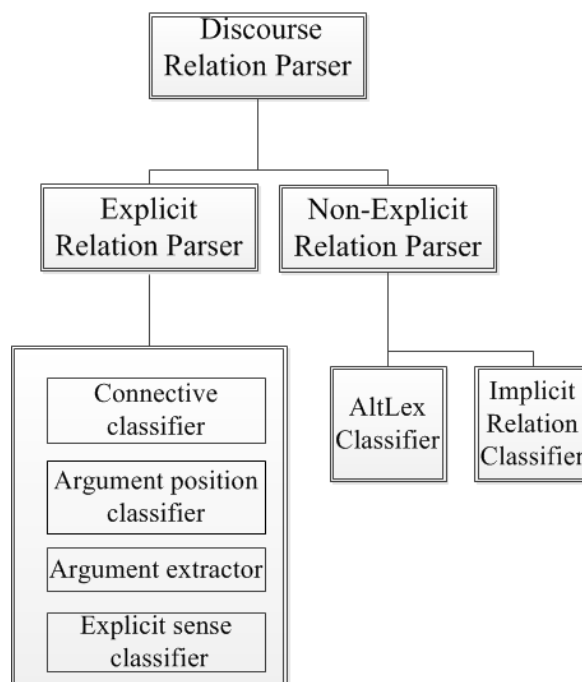 Discourse
Relation Parser
Explicit
Relation Parser
Non-Explicit
Relation Parser
Connective
classifier
Argument position
classifier
Argument extractor
Explicit sense
classifier
AltLex
Classifier
Implicit
Relation
Classifier